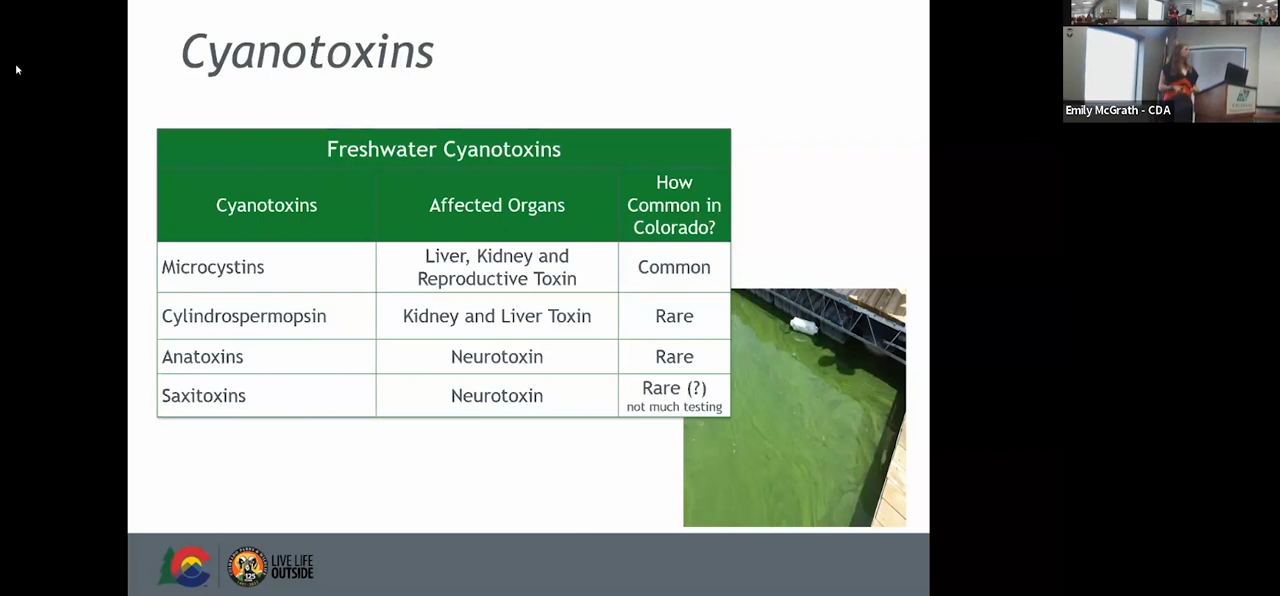 Cyanotoxins
Freshwater Cyanotoxins
Cyanotoxins
Affected Organs
How
Common in
Colorado?
Microcystins
Liver, Kidney and
Reproductive Toxin
Common
Cylindrospermopsin
Kidney and Liver Toxin
Rare
Anatoxins
Neurotoxin
Rare
Saxitoxins
Neurotoxin
Rare (?)
not much testing
LIVE LIFE
OUTSIDE
125
Emily McGrath - CDA